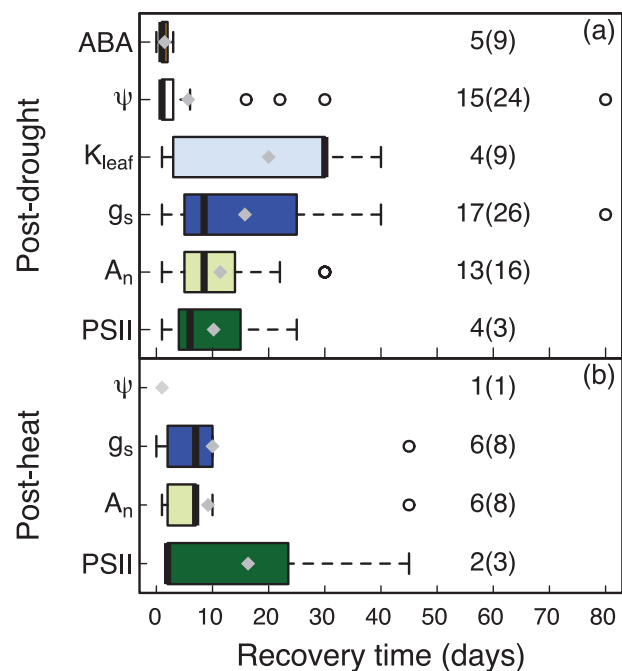 Post-drought
(a)
ABA 5(9)
ψ 15(24)
Kleaf 4(9)
gs 17(26)
An 13(16)
PSII 4(3)
Post-heat
(b)
ψ 1(1)
gs 6(8)
An 6(8)
PSII 2(3)
0 10 20 30 40 50 60 70 80
Recovery time (days)